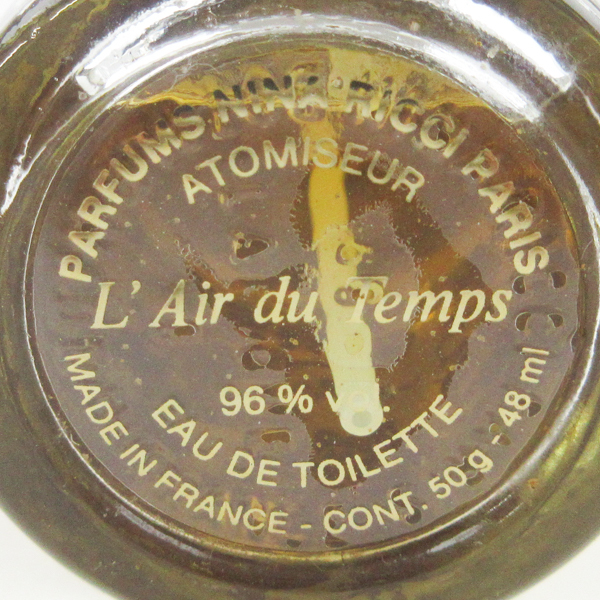 PARFUMS NINA RICCI PARIS
ATOMISEUR
L'Air du Temps
96 % vol.
EAU DE TOILETTE
MADE IN FRANCE - CONT. 50 g - 48 ml